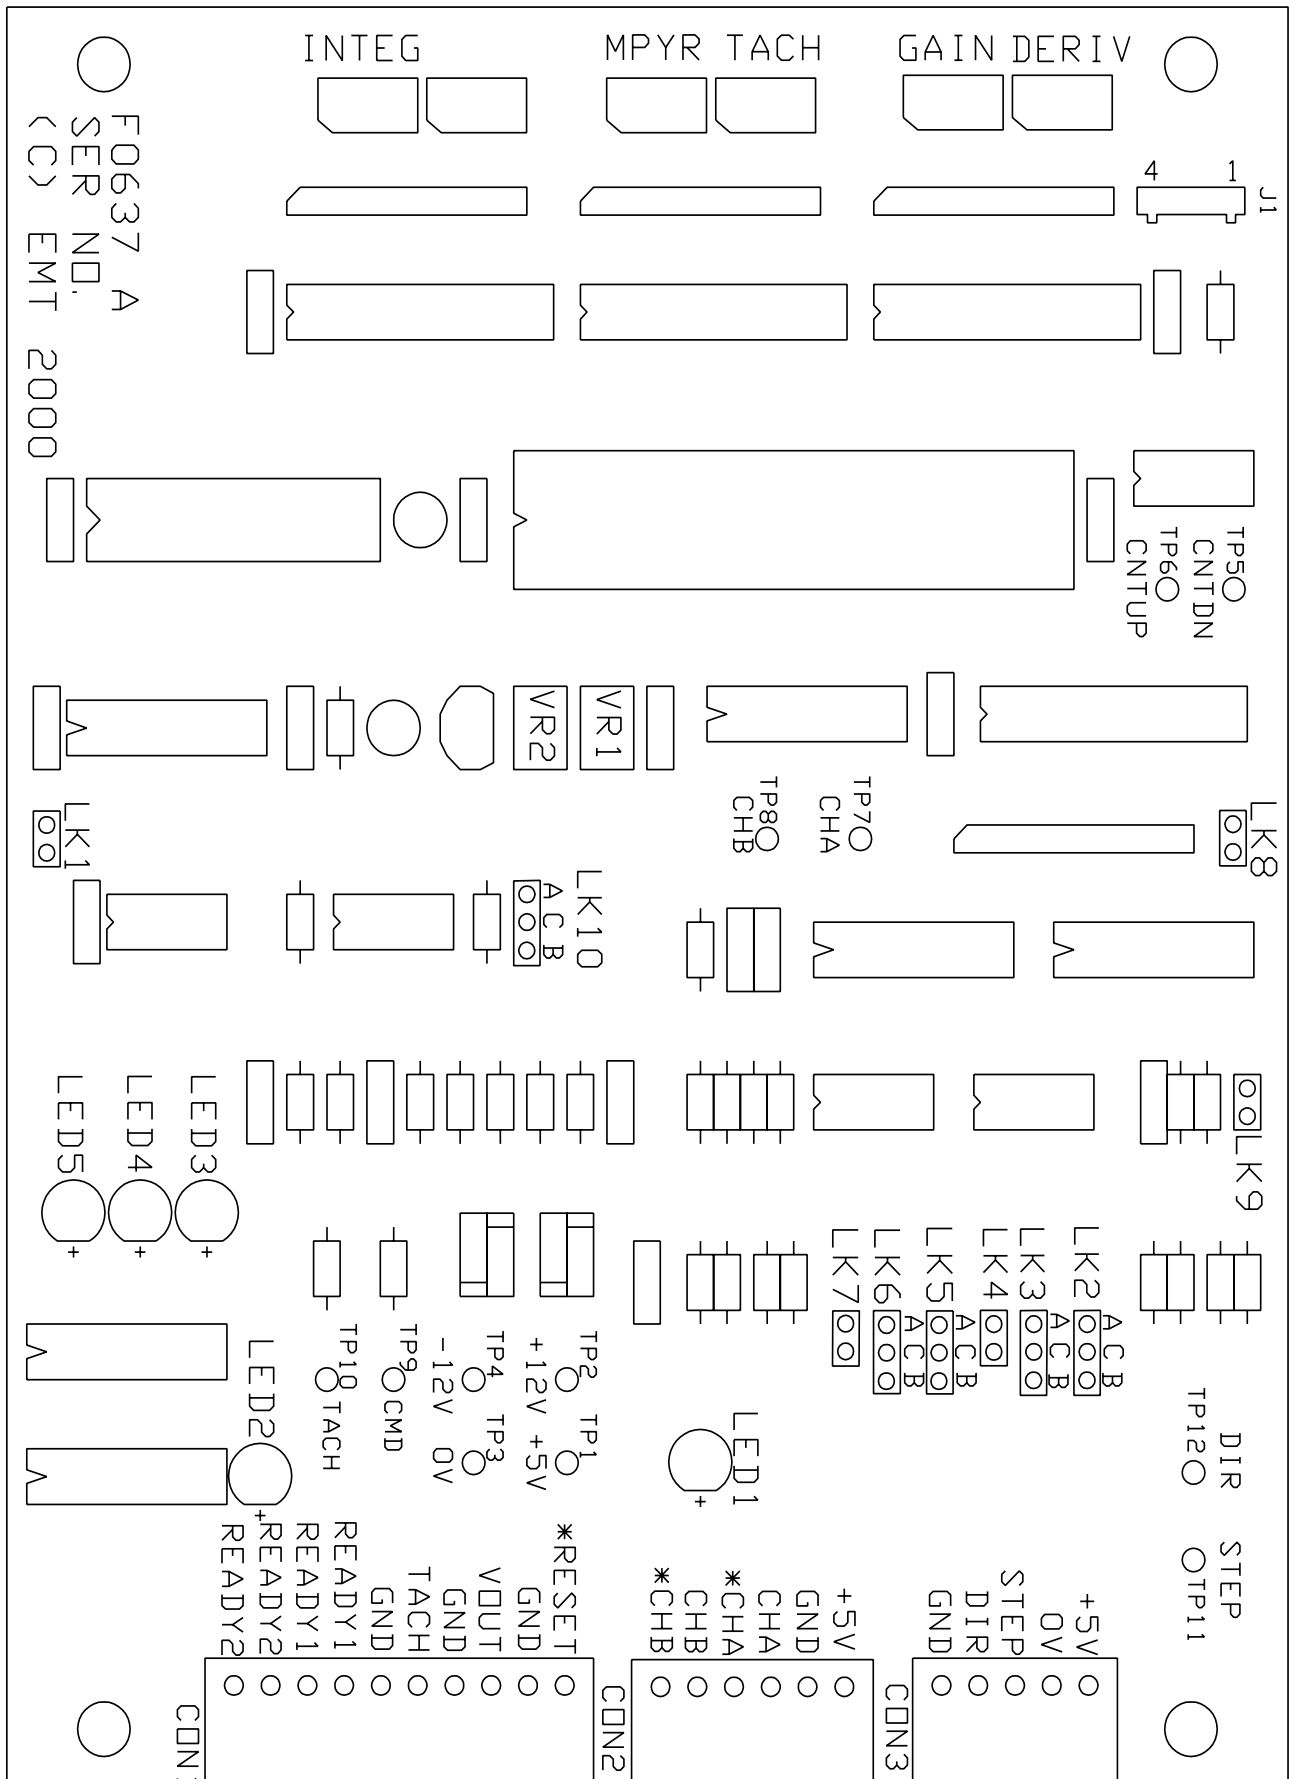 INTEG
MPYR TACH
GAIN DERIV
F0637 A
SER NO.
(C) EMT 2000
4 1
J1
TP5
CNTDN
TP6
CNTUP
VR2
VR1
TP7
CHA
TP8
CHB
LK1
LK8
LK10
A C B
LED5
LED4
LED3
LK9
+
+
+
LK7
LK6
A C B
LK5
A C B
LK4
LK3
A C B
LK2
A C B
LED2
+
TP10
TACH
TP9
CMD
TP4
-12V
TP3
0V
TP2
+12V
TP1
+5V
LED1
+
TP12
DIR
STEP
TP11
READY2
READY2
READY1
READY1
GND
TACH
GND
VOUT
GND
*RESET
*CHB
CHB
*CHA
CHA
GND
+5V
GND
DIR
STEP
0V
+5V
CON2
CON3